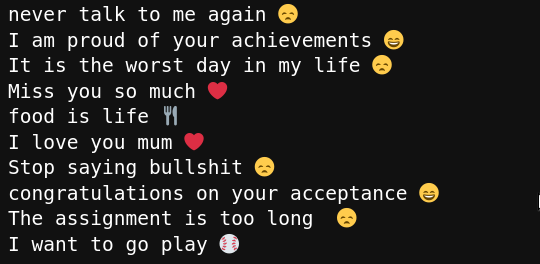 never talk to me again 😞
I am proud of your achievements 😄
It is the worst day in my life 😞
Miss you so much ❤️
food is life 🍴
I love you mum ❤️
Stop saying bullshit 😞
congratulations on your acceptance 😄
The assignment is too long  😞
I want to go play ⚾